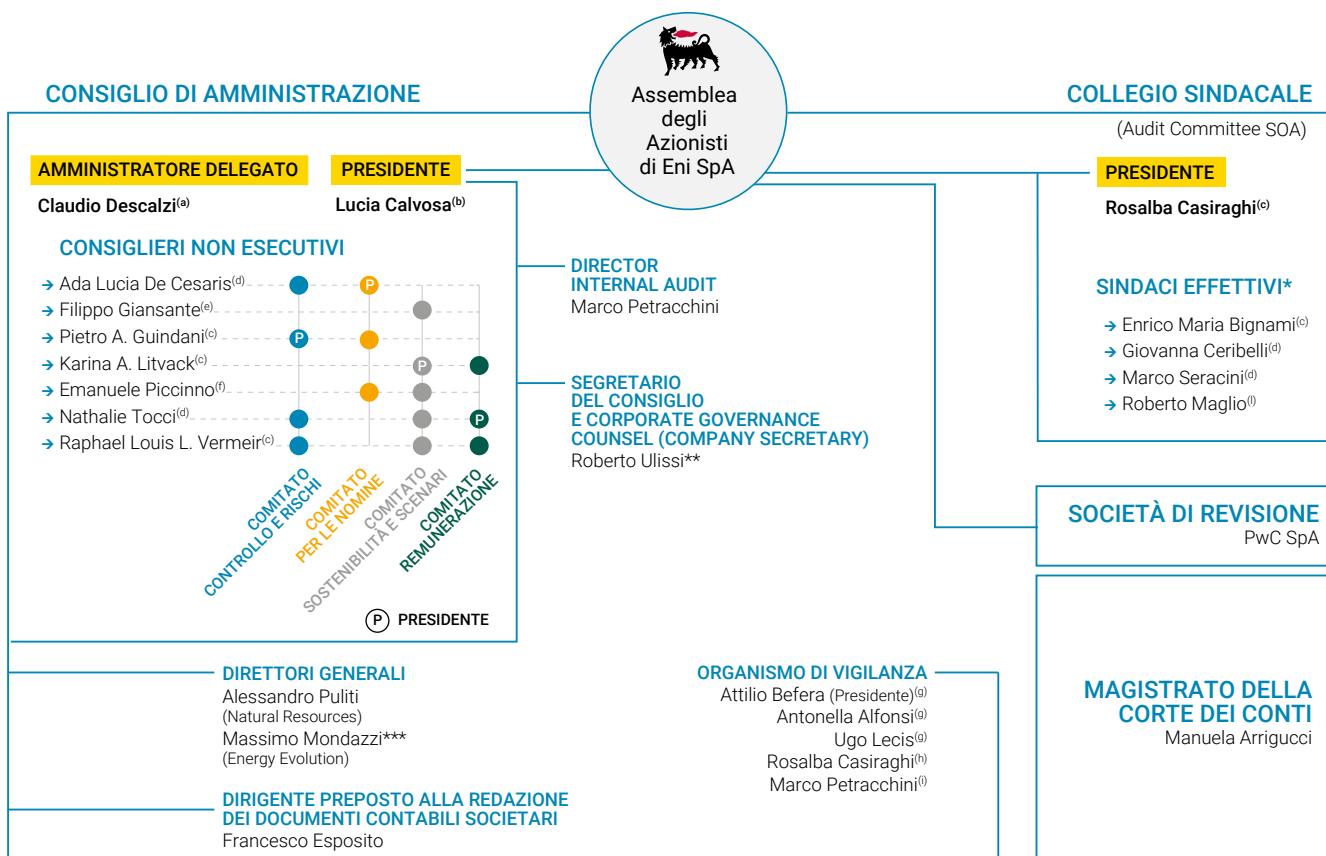 Assemblea
degli
Azionisti
di Eni SpA
CONSIGLIO DI AMMINISTRAZIONE
AMMINISTRATORE DELEGATO
Claudio Descalzi(a)
PRESIDENTE
Lucia Calvosa(b)
CONSIGLIERI NON ESECUTIVI
→ Ada Lucia De Cesaris(d)
P
→ Filippo Giansante(e)
→ Pietro A. Guindani(c)
P
→ Karina A. Litvack(c)
P
→ Emanuele Piccinno(f)
→ Nathalie Tocci(d)
P
→ Raphael Louis L. Vermeir(c)
COMITATO
CONTROLLO E RISCHI
COMITATO
PER LE NOMINE
COMITATO
SOSTENIBILITÀ E SCENARI
COMITATO
REMUNERAZIONE
P PRESIDENTE
DIRECTOR
INTERNAL AUDIT
Marco Petracchini
SEGRETARIO
DEL CONSIGLIO
E CORPORATE GOVERNANCE
COUNSEL (COMPANY SECRETARY)
Roberto Ulissi**
COLLEGIO SINDACALE
(Audit Committee SOA)
PRESIDENTE
Rosalba Casiraghi(c)
SINDACI EFFETTIVI*
→ Enrico Maria Bignami(c)
→ Giovanna Ceribelli(d)
→ Marco Seracini(d)
→ Roberto Maglio(l)
SOCIETÀ DI REVISIONE
PwC SpA
DIRETTORI GENERALI
Alessandro Puliti
(Natural Resources)
Massimo Mondazzi***
(Energy Evolution)
DIRIGENTE PREPOSTO ALLA REDAZIONE
DEI DOCUMENTI CONTABILI SOCIETARI
Francesco Esposito
ORGANISMO DI VIGILANZA
Attilio Befera (Presidente)(g)
Antonella Alfonsi(g)
Ugo Lecis(g)
Rosalba Casiraghi(h)
Marco Petracchini(i)
MAGISTRATO DELLA
CORTE DEI CONTI
Manuela Arrigucci